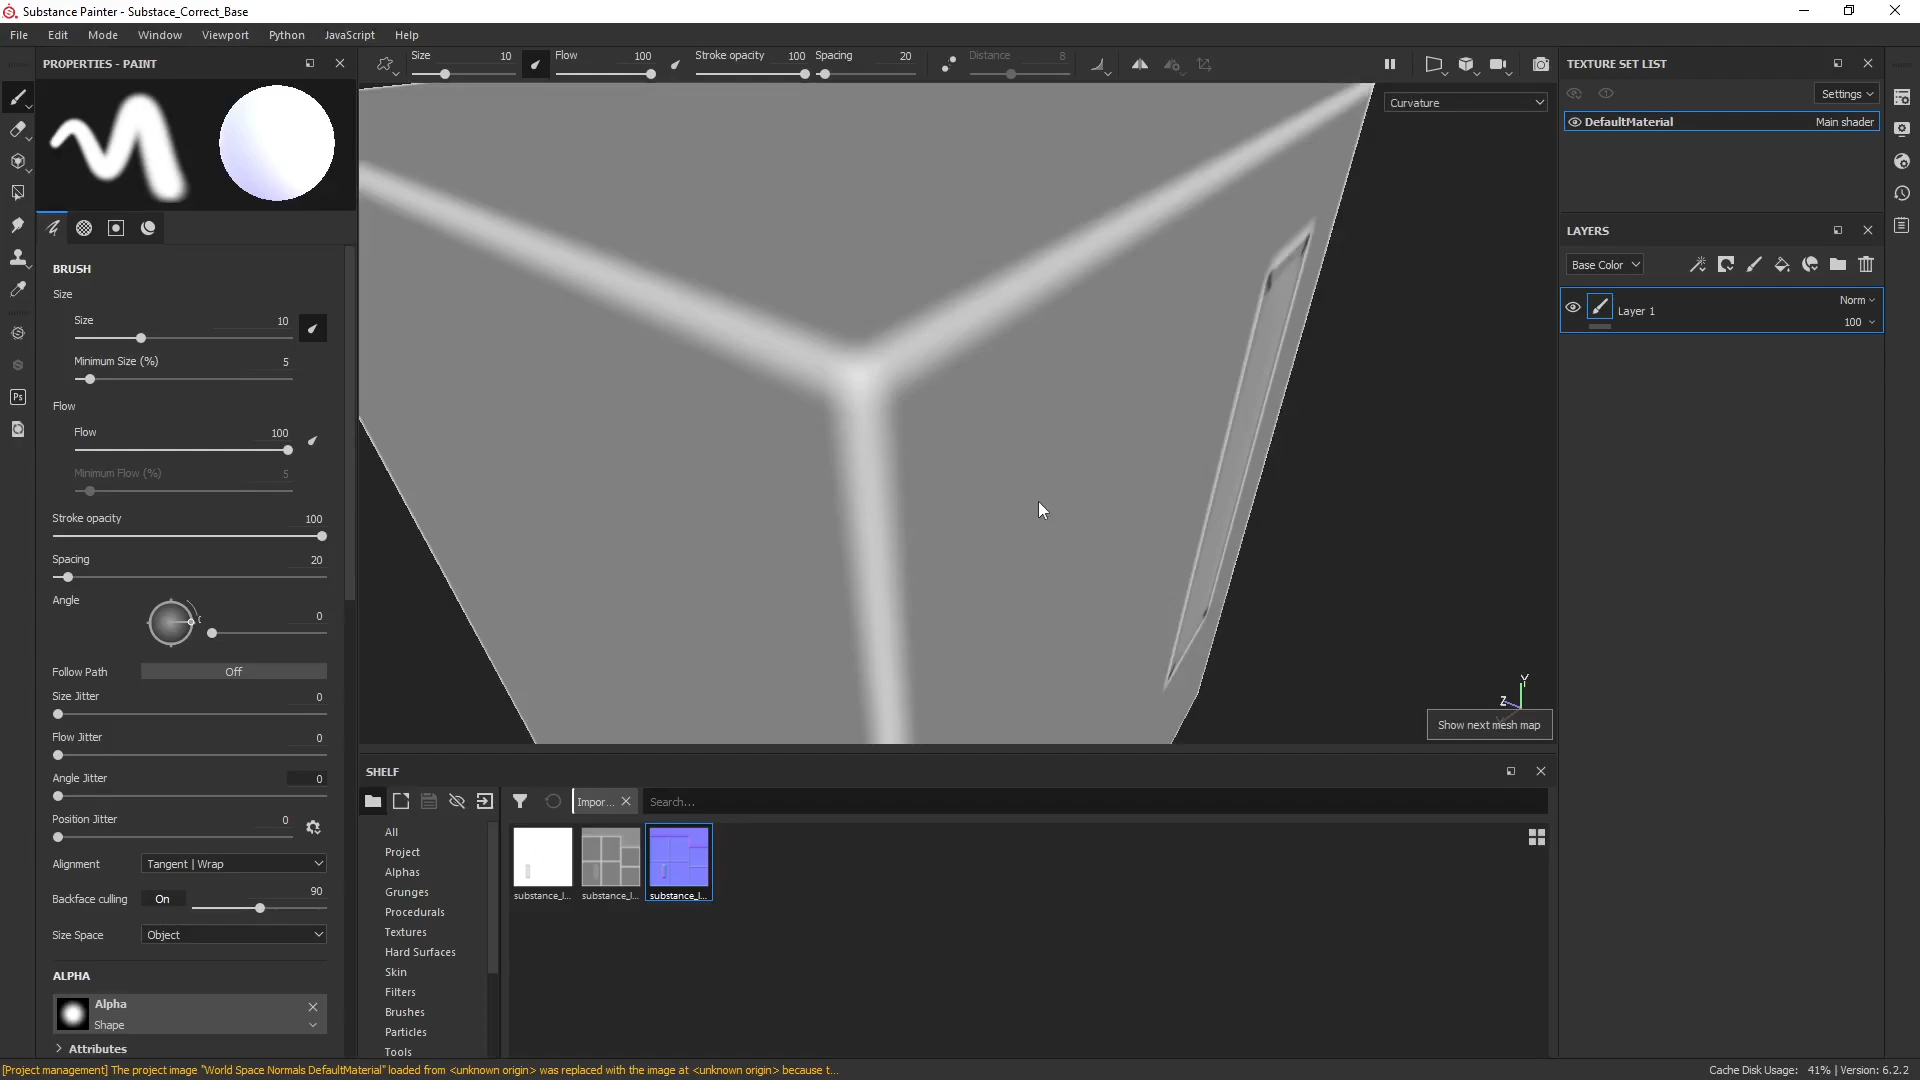 Substance Painter - Substace_Correct_Base
File Edit Mode Window Viewport Python JavaScript Help
PROPERTIES - PAINT
Size 10 Flow 100 Stroke opacity 100 Spacing 20 Distance 8
Curvature
TEXTURE SET LIST
Settings
DefaultMaterial Main shader
LAYERS
Base Color
Layer 1 Norm
100
BRUSH
Size
Size 10
Minimum Size (%) 5
Flow
Flow 100
Minimum Flow (%) 5
Stroke opacity 100
Spacing 20
Angle
0
Follow Path Off
Size Jitter 0
Flow Jitter 0
Angle Jitter 0
Position Jitter 0
Alignment Tangent | Wrap
Backface culling On 90
Size Space Object
ALPHA
Alpha
Shape
Attributes
Ps
Y
Z
Show next mesh map
SHELF
Impor... Search...
All
Project
Alphas
Grunges
Procedurals
Textures
Hard Surfaces
Skin
Filters
Brushes
Particles
Tools
substance_l... substance_l... substance_l...
[Project management] The project image "World Space Normals DefaultMaterial" loaded from <unknown origin> was replaced with the image at <unknown origin> because t...
Cache Disk Usage: 41% | Version: 6.2.2